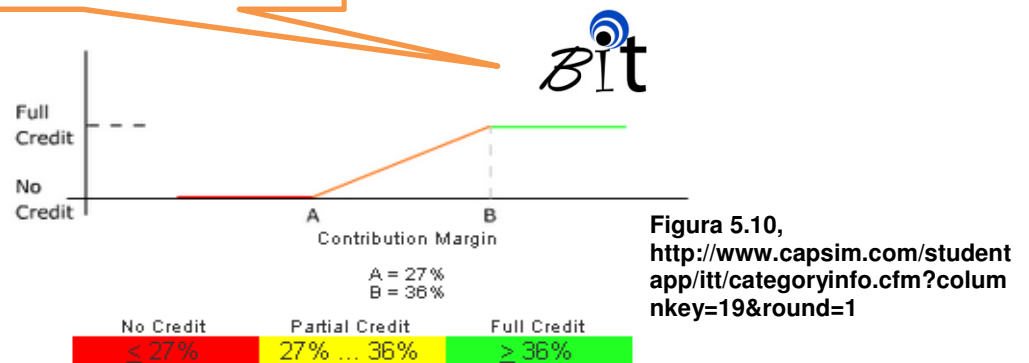 Bit
Full
Credit
No
Credit
A
B
Contribution Margin
A = 27%
B = 36%
No Credit
Partial Credit
Full Credit
< 27%
27% ... 36%
> 36%
Figura 5.10,
http://www.capsim.com/student
app/itt/categoryinfo.cfm?colum
nkey=19&round=1